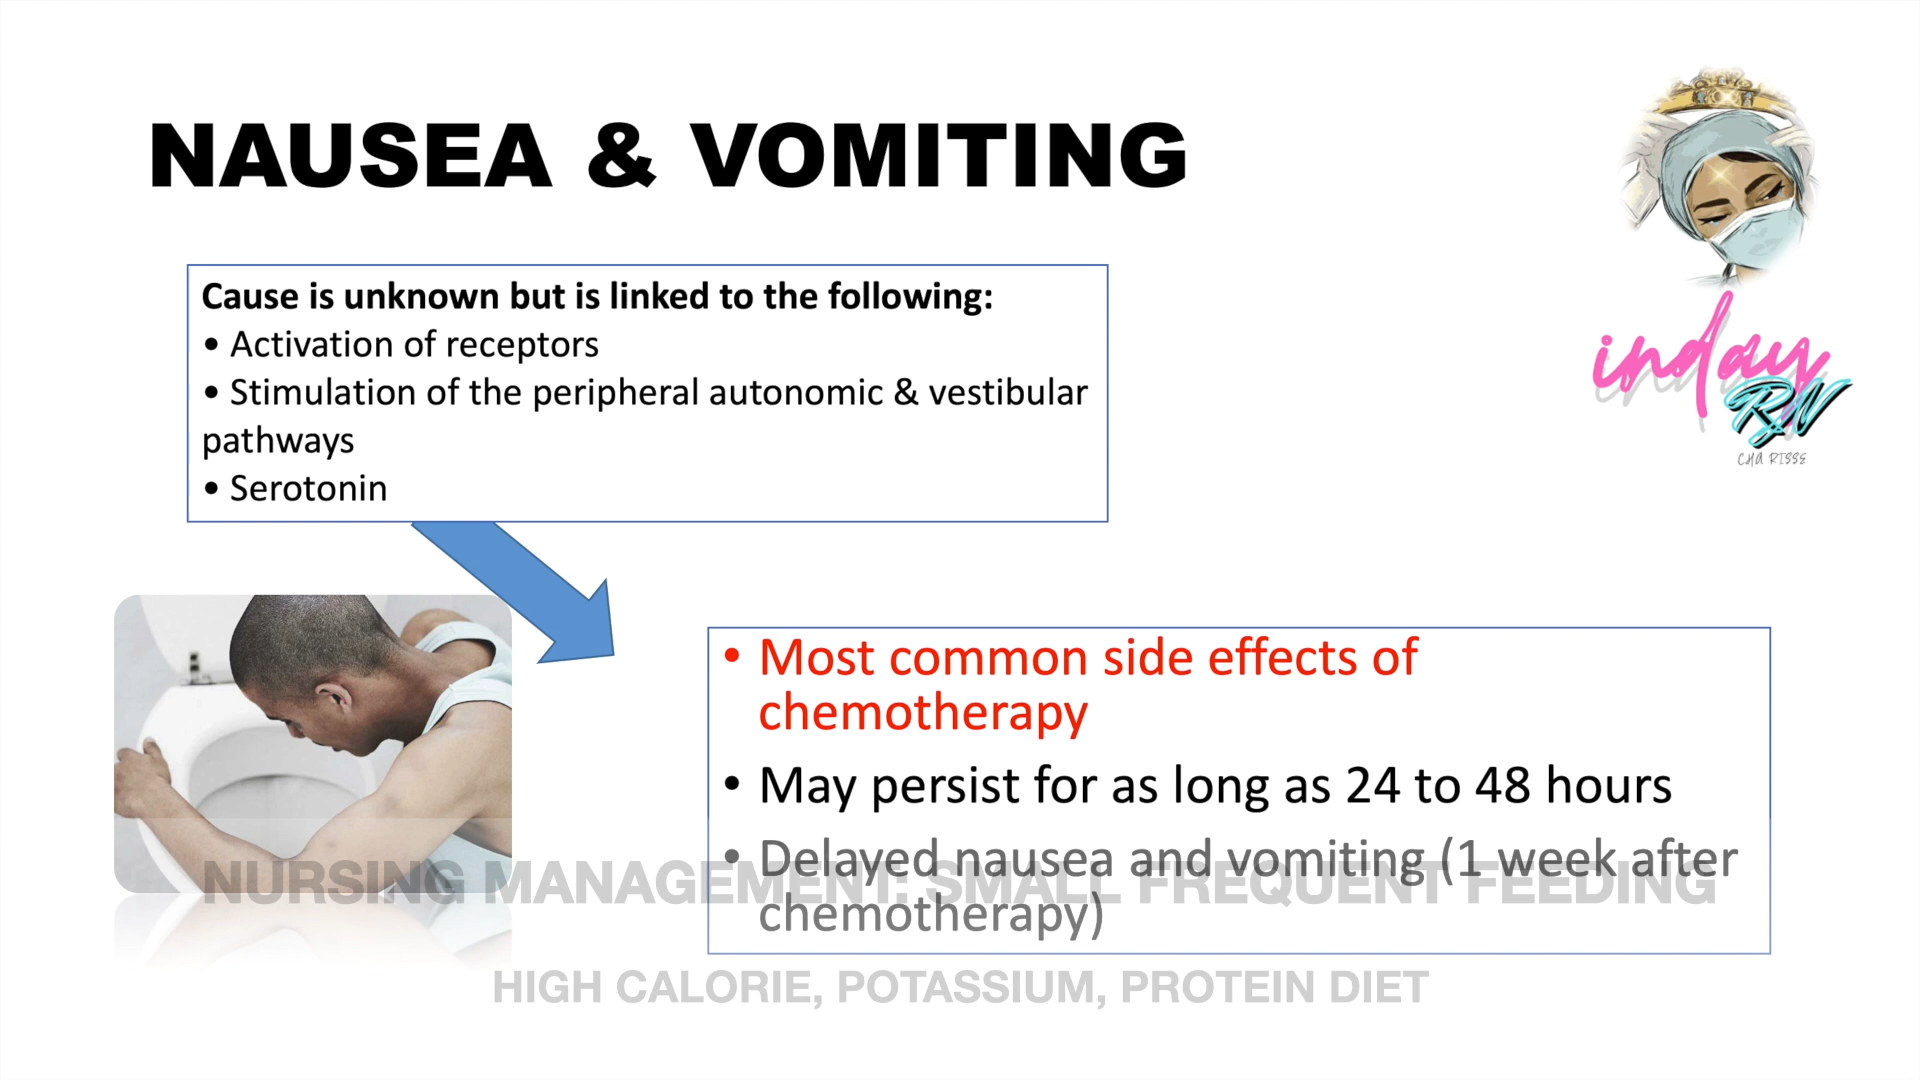 NAUSEA & VOMITING
Cause is unknown but is linked to the following:
• Activation of receptors
• Stimulation of the peripheral autonomic & vestibular
pathways
• Serotonin
inday
RN
CHA RISSE
• Most common side effects of
chemotherapy
• May persist for as long as 24 to 48 hours
• Delayed nausea and vomiting (1 week after
chemotherapy)
NURSING MANAGEMENT: SMALL FREQUENT FEEDING
HIGH CALORIE, POTASSIUM, PROTEIN DIET